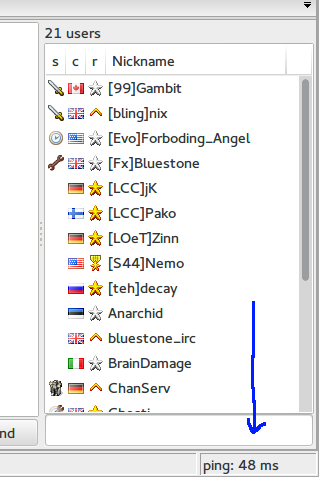 21 users
s c r Nickname
[99]Gambit
[bling]nix
[Evo]Forboding_Angel
[Fx]Bluestone
[LCC]jK
[LCC]Pako
[LOeT]Zinn
[S44]Nemo
[teh]decay
Anarchid
bluestone_irc
BrainDamage
ChanServ
nd
ping: 48 ms